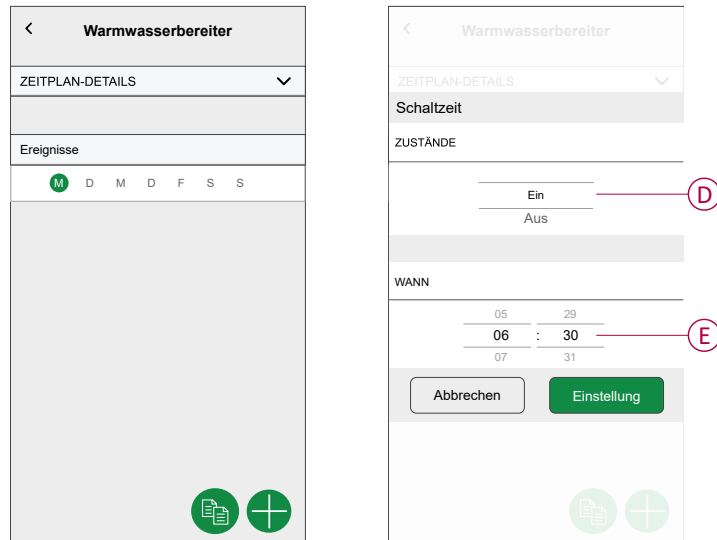 Warmwasserbereiter
ZEITPLAN-DETAILS
Ereignisse
M D M D F S S
Warmwasserbereiter
ZEITPLAN-DETAILS
Schaltzeit
ZUSTÄNDE
Ein
D
Aus
WANN
05 29
06 : 30
E
07 31
Abbrechen Einstellung